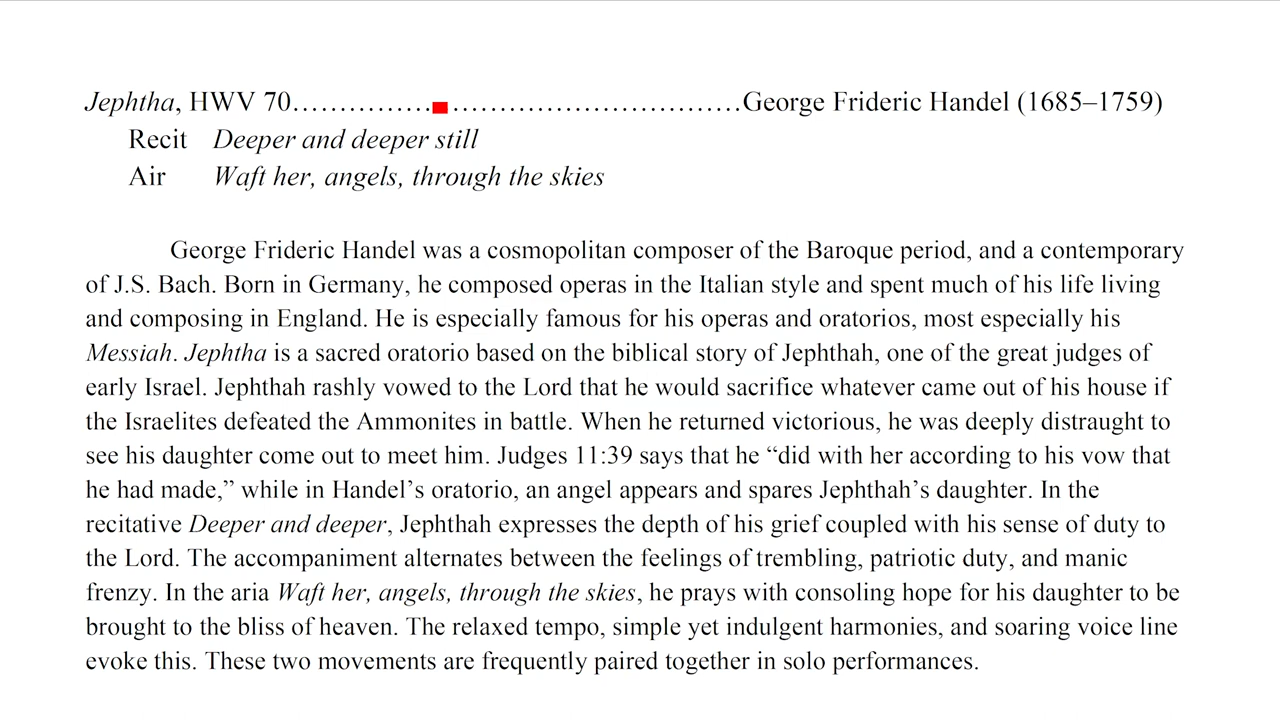 Jephtha, HWV 70..............................................George Frideric Handel (1685–1759)
Recit Deeper and deeper still
Air Waft her, angels, through the skies
George Frideric Handel was a cosmopolitan composer of the Baroque period, and a contemporary
of J.S. Bach. Born in Germany, he composed operas in the Italian style and spent much of his life living
and composing in England. He is especially famous for his operas and oratorios, most especially his
Messiah. Jephtha is a sacred oratorio based on the biblical story of Jephthah, one of the great judges of
early Israel. Jephthah rashly vowed to the Lord that he would sacrifice whatever came out of his house if
the Israelites defeated the Ammonites in battle. When he returned victorious, he was deeply distraught to
see his daughter come out to meet him. Judges 11:39 says that he “did with her according to his vow that
he had made,” while in Handel’s oratorio, an angel appears and spares Jephthah’s daughter. In the
recitative Deeper and deeper, Jephthah expresses the depth of his grief coupled with his sense of duty to
the Lord. The accompaniment alternates between the feelings of trembling, patriotic duty, and manic
frenzy. In the aria Waft her, angels, through the skies, he prays with consoling hope for his daughter to be
brought to the bliss of heaven. The relaxed tempo, simple yet indulgent harmonies, and soaring voice line
evoke this. These two movements are frequently paired together in solo performances.